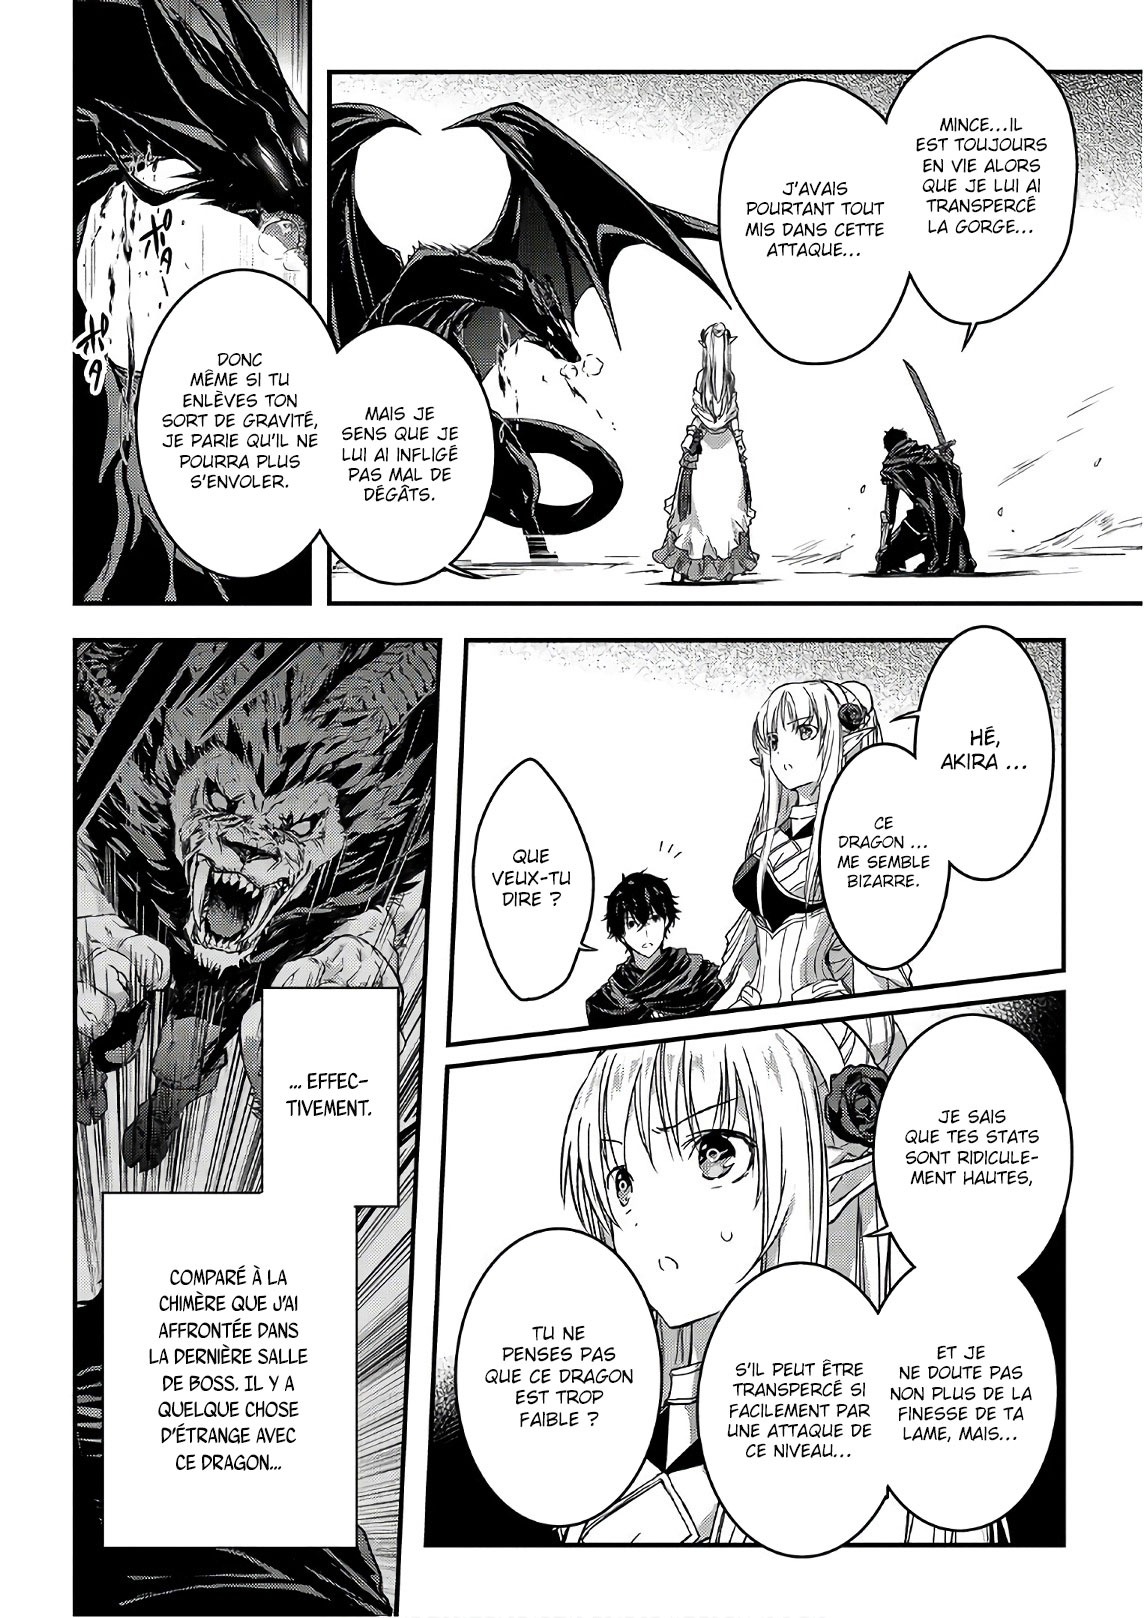 MINCE...IL
EST TOUJOURS
EN VIE ALORS
QUE JE LUI AI
TRANSPERCÉ
LA GORGE...
J'AVAIS
POURTANT TOUT
MIS DANS CETTE
ATTAQUE...
MAIS JE
SENS QUE JE
LUI AI INFLIGÉ
PAS MAL DE
DÉGÂTS.
DONC
MÊME SI TU
ENLÈVES TON
SORT DE GRAVITÉ,
JE PARIE QU'IL NE
POURRA PLUS
S'ENVOLER.
ポタ
ポタ
HÉ,
AKIRA ...
CE
DRAGON ...
ME SEMBLE
BIZARRE.
QUE
VEUX-TU
DIRE ?
JE SAIS
QUE TES STATS
SONT RIDICULE-
MENT HAUTES,
ET JE
NE DOUTE PAS
NON PLUS DE LA
FINESSE DE TA
LAME, MAIS...
S'IL PEUT ÊTRE
TRANSPERCÉ SI
FACILEMENT PAR
UNE ATTAQUE DE
CE NIVEAU...
TU NE
PENSES PAS
QUE CE DRAGON
EST TROP
FAIBLE ?
... EFFEC-
TIVEMENT.
COMPARÉ À LA
CHIMÈRE QUE J'AI
AFFRONTÉE DANS
LA DERNIÈRE SALLE
DE BOSS. IL Y A
QUELQUE CHOSE
D'ÉTRANGE AVEC
CE DRAGON...